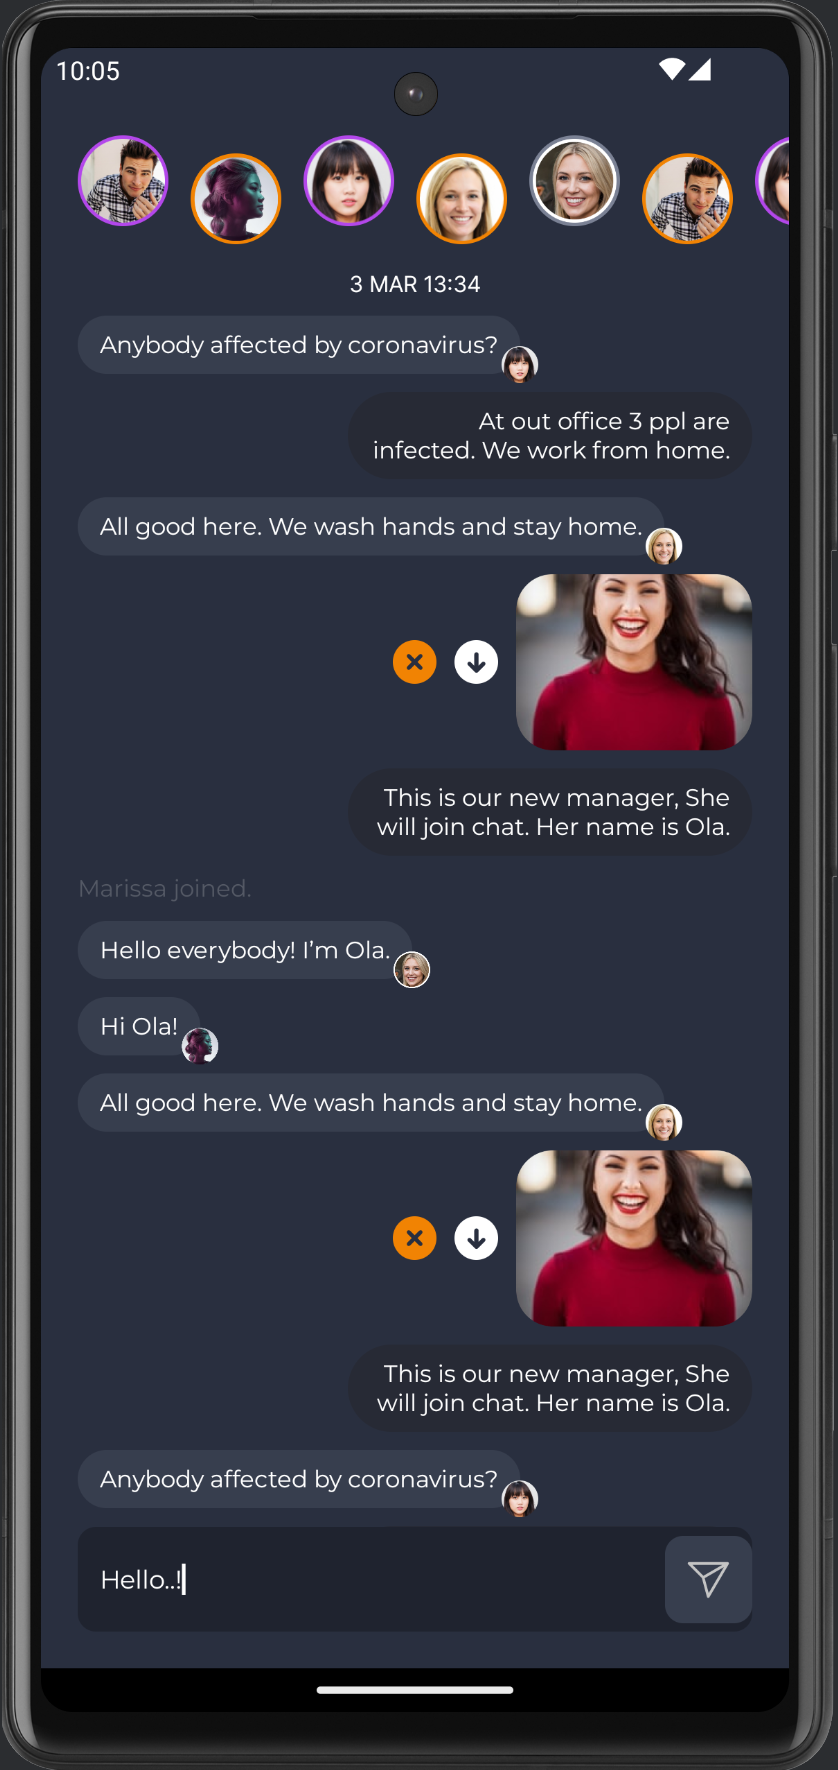 10:05
3 MAR 13:34
Anybody affected by coronavirus?
At out office 3 ppl are
infected. We work from home.
All good here. We wash hands and stay home.
This is our new manager, She
will join chat. Her name is Ola.
Marissa joined.
Hello everybody! I’m Ola.
Hi Ola!
All good here. We wash hands and stay home.
This is our new manager, She
will join chat. Her name is Ola.
Anybody affected by coronavirus?
Hello..!